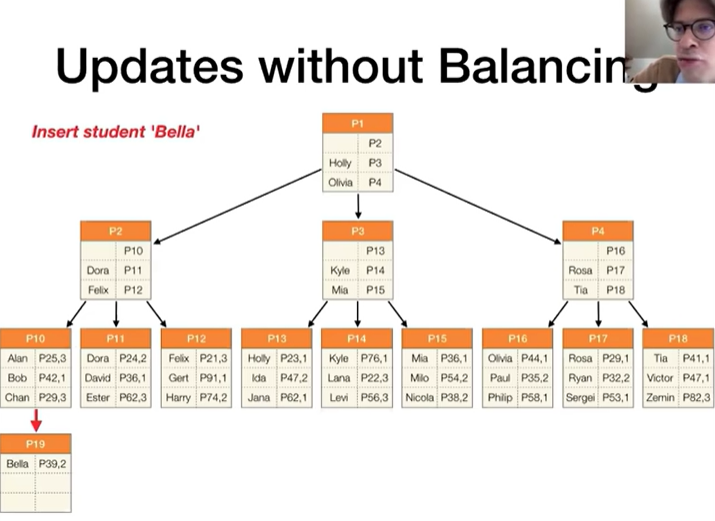 Updates without Balancing
Insert student 'Bella'
P1
P2
Holly P3
Olivia P4
P2
P10
Dora P11
Felix P12
P3
P13
Kyle P14
Mia P15
P4
P16
Rosa P17
Tia P18
P10
Alan P25,3
Bob P42,1
Chan P29,3
P11
Dora P24,2
David P36,1
Ester P62,3
P12
Felix P21,3
Gert P91,1
Harry P74,2
P13
Holly P23,1
Ida P47,2
Jana P62,1
P14
Kyle P76,1
Lana P22,3
Levi P56,3
P15
Mia P36,1
Milo P54,2
Nicola P38,2
P16
Olivia P44,1
Paul P35,2
Philip P58,1
P17
Rosa P29,1
Ryan P32,2
Sergei P53,1
P18
Tia P41,1
Victor P47,1
Zemin P82,3
P19
Bella P39,2